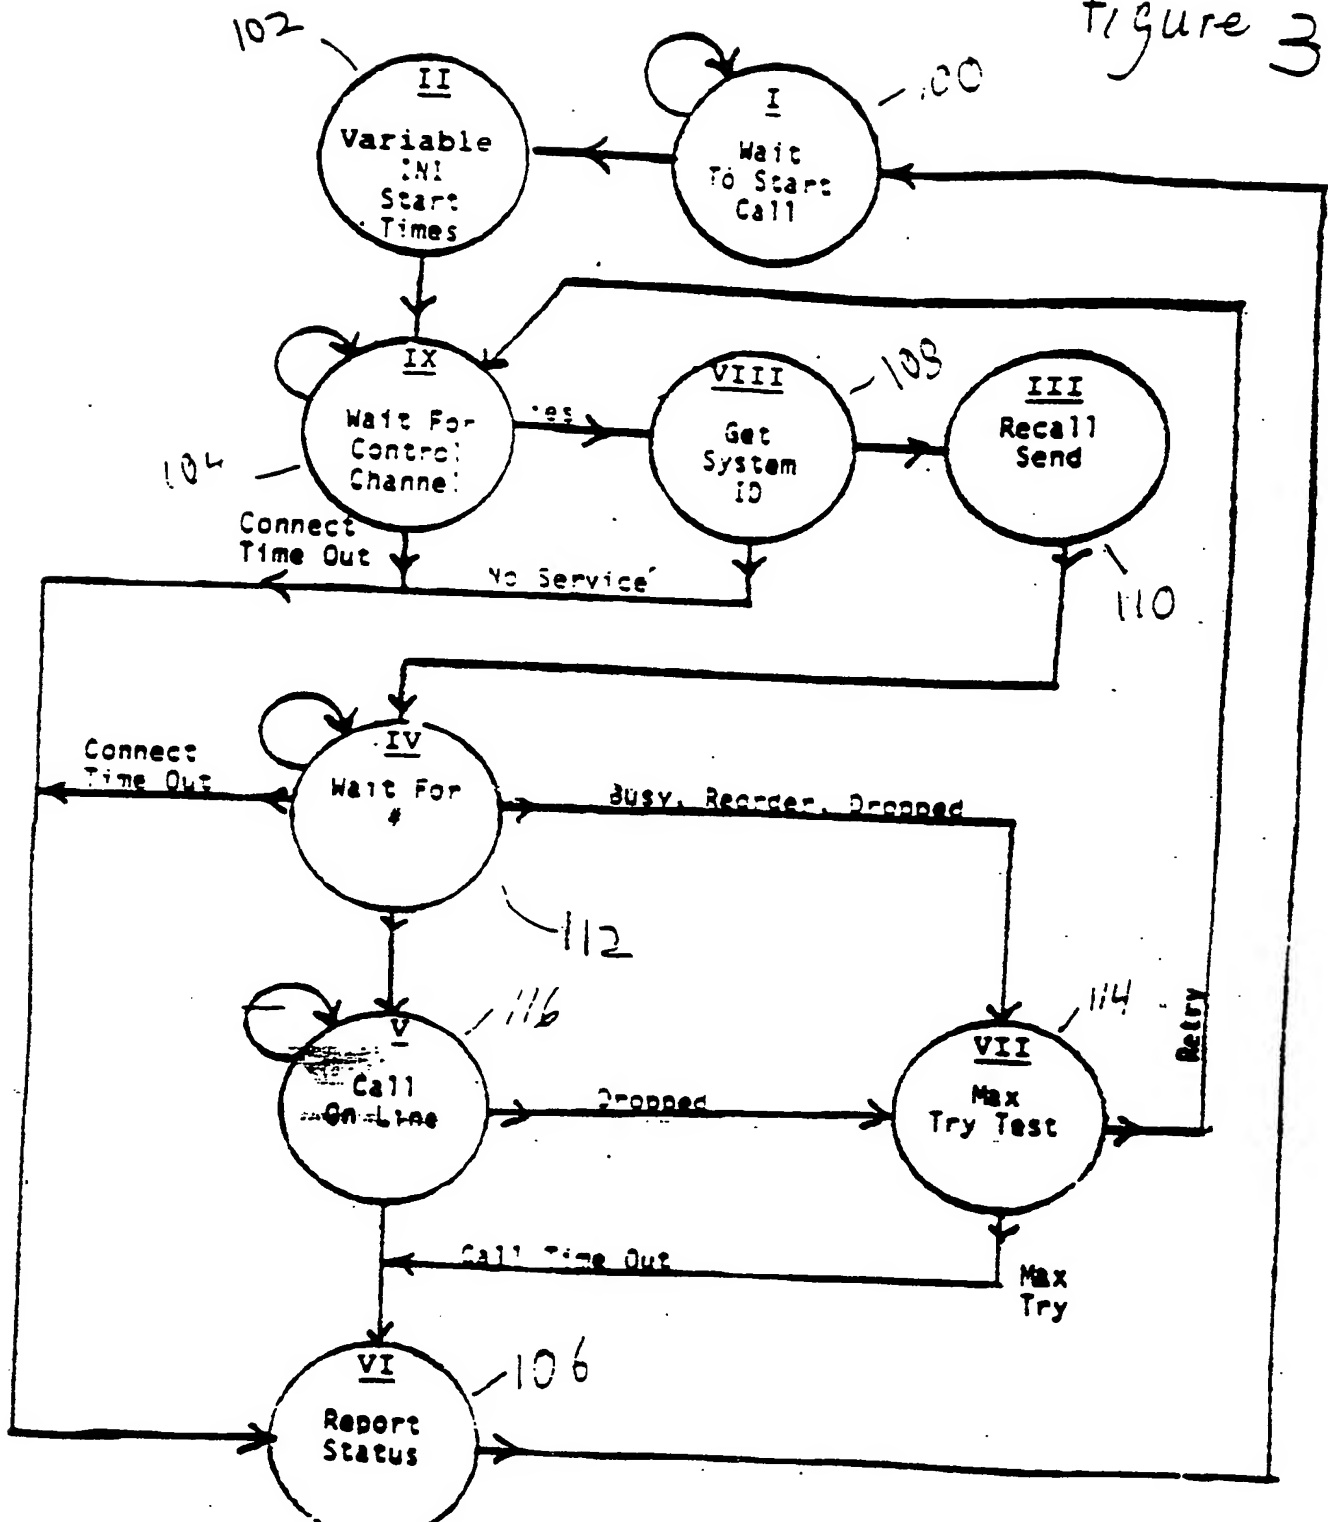 Figure 3
102
II
Variable
INI
Start
Times
I
Wait
To Start
Call
100
IX
Wait For
Control
Channel
104
Yes
VIII
Get
System
ID
108
III
Recall
Send
110
Connect
Time Out
No Service
IV
Wait For
#
112
Connect
Time Out
Busy, Reorder, Dropped
V
Call
On-Line
116
Dropped
VII
Max
Try Test
114
Retry
Call Time Out
Max
Try
VI
Report
Status
106